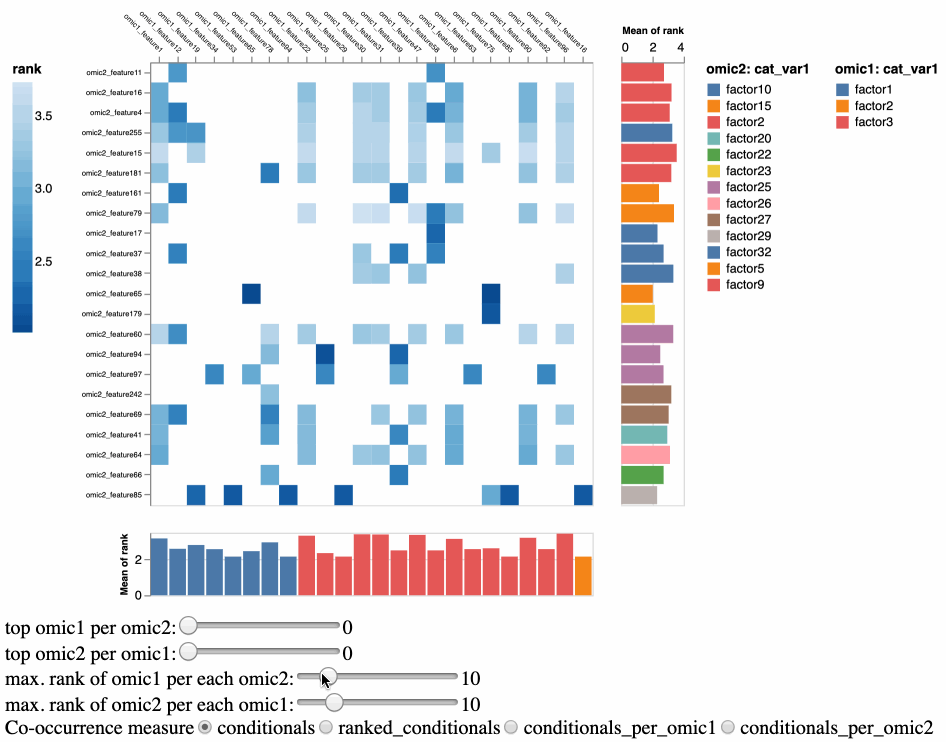 omic1_feature1
omic1_feature12
omic1_feature19
omic1_feature34
omic1_feature53
omic1_feature78
omic1_feature22
omic1_feature29
omic1_feature30
omic1_feature31
omic1_feature39
omic1_feature47
omic1_feature58
omic1_feature6
omic1_feature63
omic1_feature75
omic1_feature85
omic1_feature90
omic1_feature92
omic1_feature96
omic1_feature18
rank
3.5
3.0
2.5
omic2_feature11
omic2_feature16
omic2_feature4
omic2_feature255
omic2_feature15
omic2_feature181
omic2_feature161
omic2_feature79
omic2_feature17
omic2_feature37
omic2_feature38
omic2_feature65
omic2_feature179
omic2_feature60
omic2_feature94
omic2_feature97
omic2_feature242
omic2_feature69
omic2_feature41
omic2_feature64
omic2_feature66
omic2_feature85
Mean of rank
0 2 4
omic2: cat_var1
factor10
factor15
factor2
factor20
factor22
factor23
factor25
factor26
factor27
factor29
factor32
factor5
factor9
omic1: cat_var1
factor1
factor2
factor3
Mean of rank
2
0
top omic1 per omic2: 0
top omic2 per omic1: 0
max. rank of omic1 per each omic2: 10
max. rank of omic2 per each omic1: 10
Co-occurrence measure conditionals ranked_conditionals conditionals_per_omic1 conditionals_per_omic2